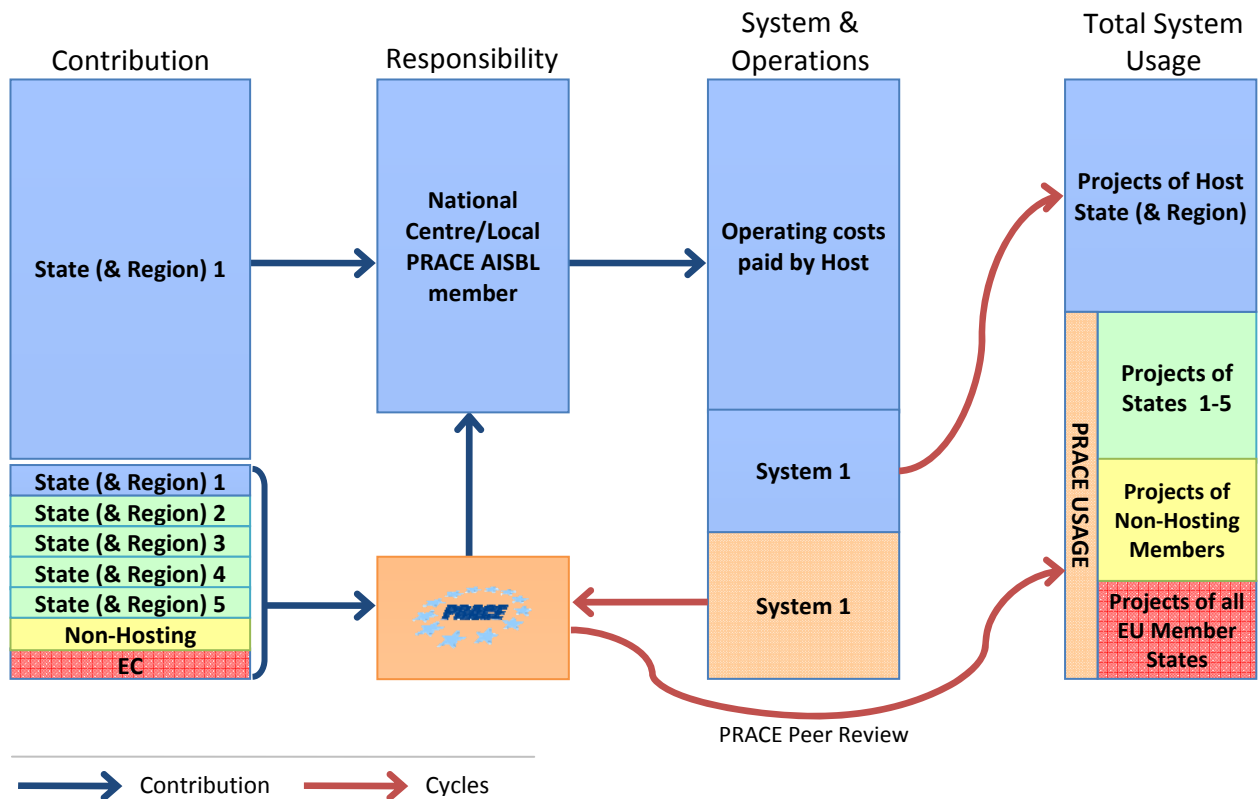 Contribution
State (& Region) 1
State (& Region) 1
State (& Region) 2
State (& Region) 3
State (& Region) 4
State (& Region) 5
Non-Hosting
EC
Responsibility
National
Centre/Local
PRACE AISBL
member
PRACE
System &
Operations
Operating costs
paid by Host
System 1
System 1
Total System
Usage
Projects of Host
State (& Region)
PRACE USAGE
Projects of
States 1-5
Projects of
Non-Hosting
Members
Projects of all
EU Member
States
PRACE Peer Review
Contribution
Cycles